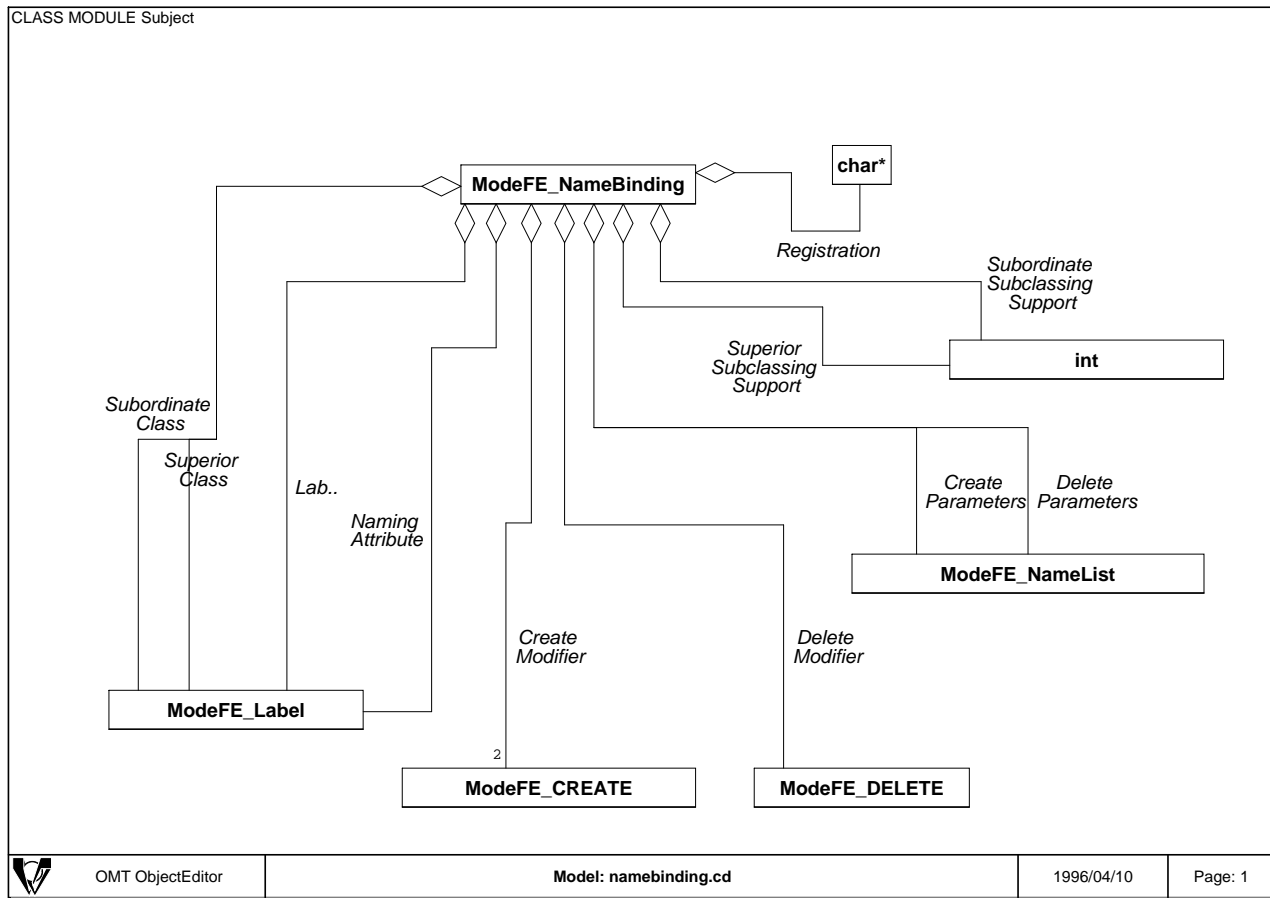 CLASS MODULE Subject
char*
ModeFE_NameBinding
Registration
Subordinate
Subclassing
Support
Superior
Subclassing
Support
int
Subordinate
Class
Superior
Class
Lab..
Naming
Attribute
Create
Parameters
Delete
Parameters
ModeFE_NameList
Create
Modifier
Delete
Modifier
ModeFE_Label
2
ModeFE_CREATE
ModeFE_DELETE
OMT ObjectEditor
Model: namebinding.cd
1996/04/10
Page: 1